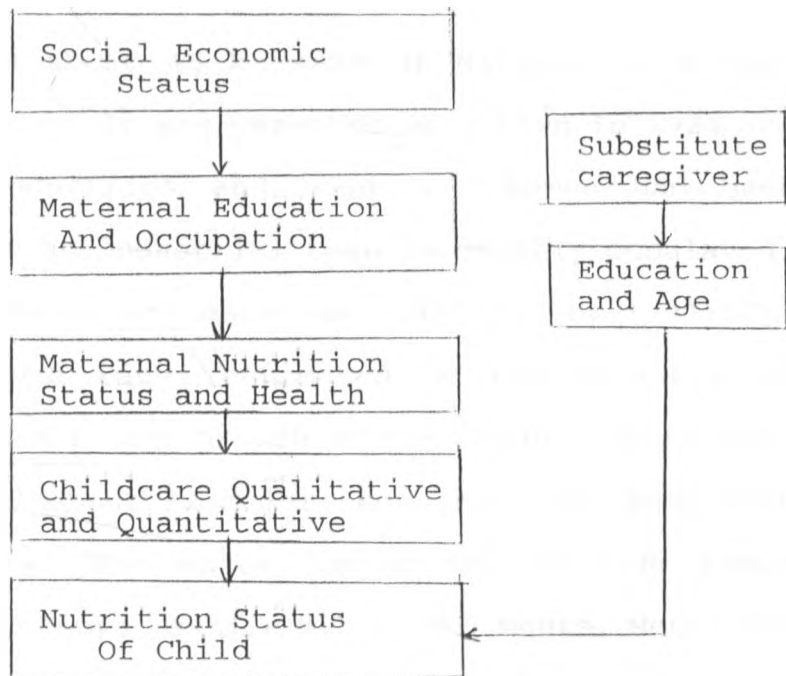 Social Economic
Status
Maternal Education
And Occupation
Maternal Nutrition
Status and Health
Childcare Qualitative
and Quantitative
Nutrition Status
Of Child
Substitute
caregiver
Education
and Age